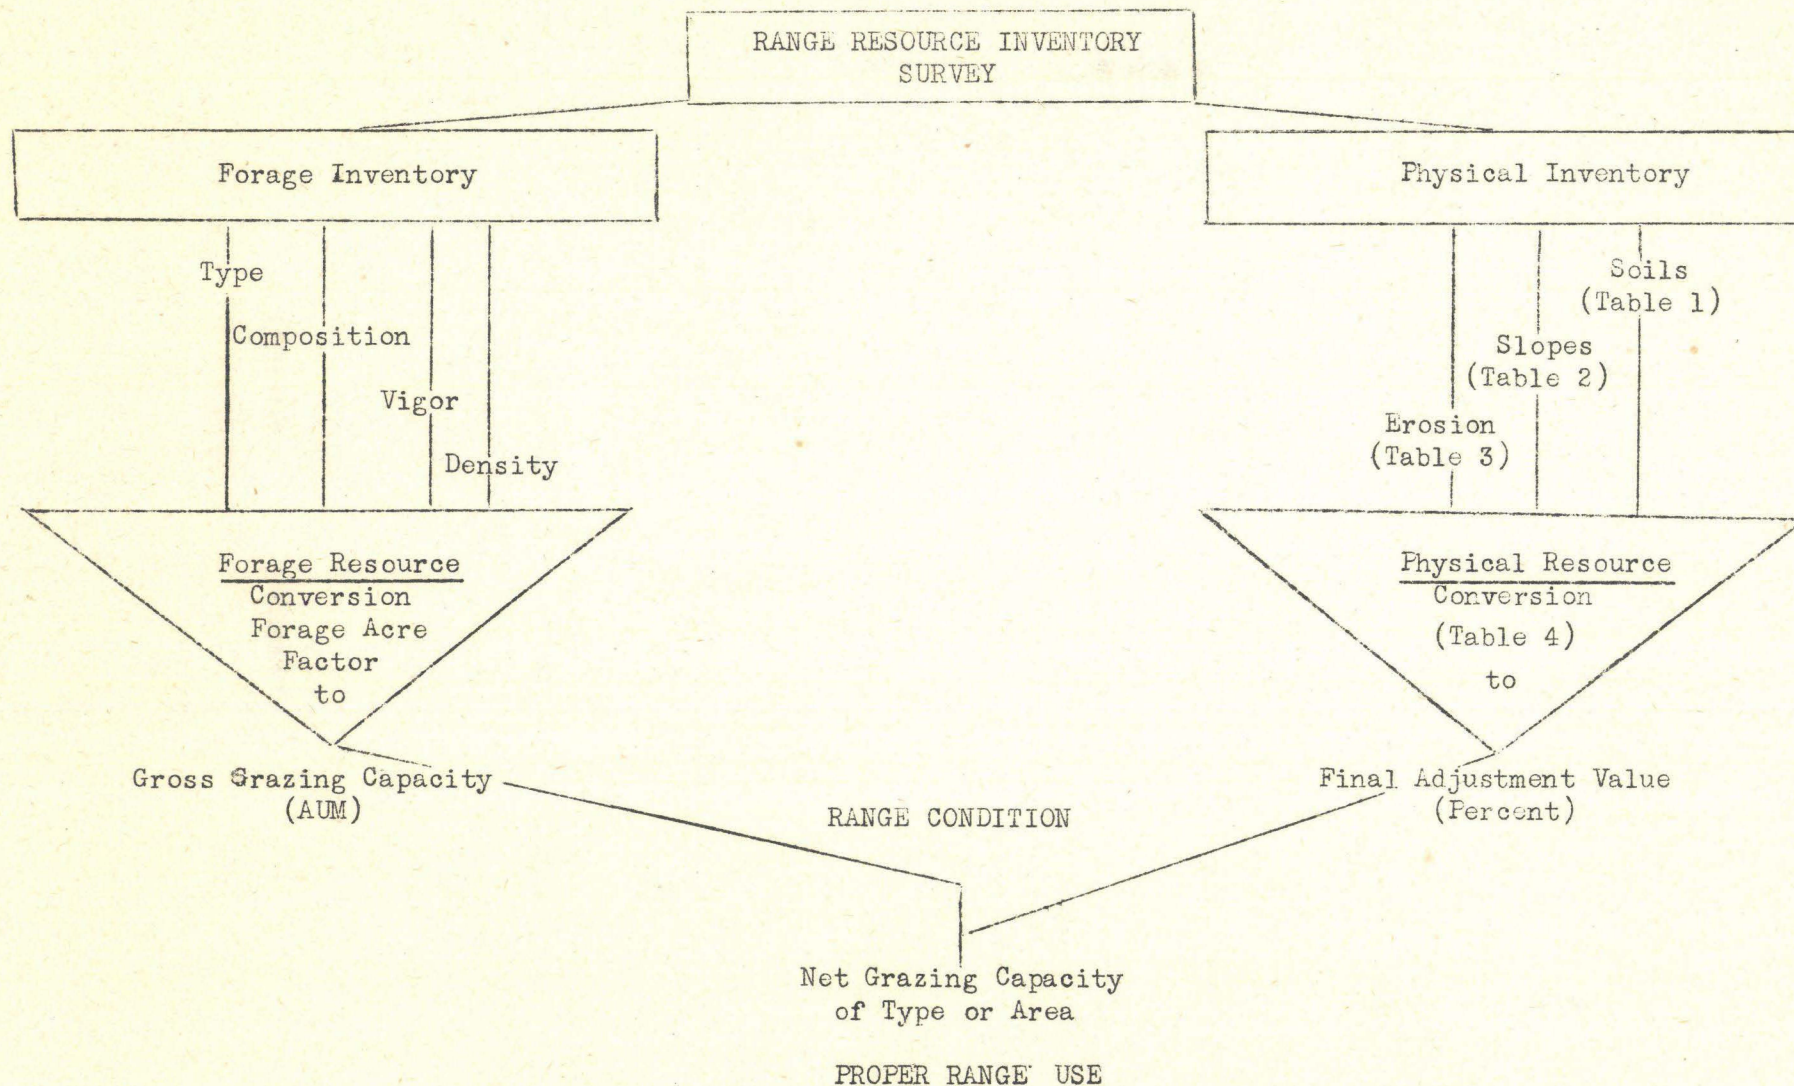 RANGE RESOURCE INVENTORY
SURVEY
Forage Inventory
Type
Composition
Vigor
Density
Forage Resource
Conversion
Forage Acre
Factor
to
Gross Grazing Capacity
(AUM)
Physical Inventory
Soils
(Table 1)
Slopes
(Table 2)
Erosion
(Table 3)
Physical Resource
Conversion
(Table 4)
to
Final Adjustment Value
(Percent)
RANGE CONDITION
Net Grazing Capacity
of Type or Area
PROPER RANGE USE